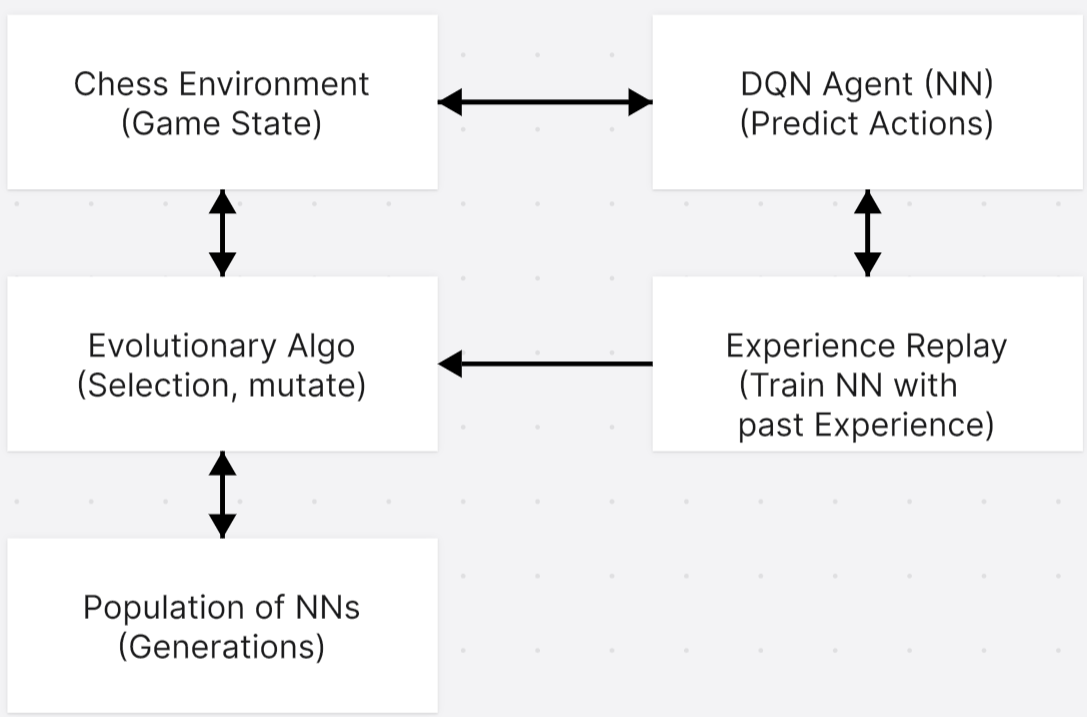 Chess Environment
(Game State)
DQN Agent (NN)
(Predict Actions)
Evolutionary Algo
(Selection, mutate)
Experience Replay
(Train NN with
past Experience)
Population of NNs
(Generations)